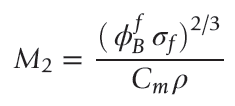 $M_2 = \frac{(\phi_B^f \sigma_f)^{2/3}}{C_m \rho}$